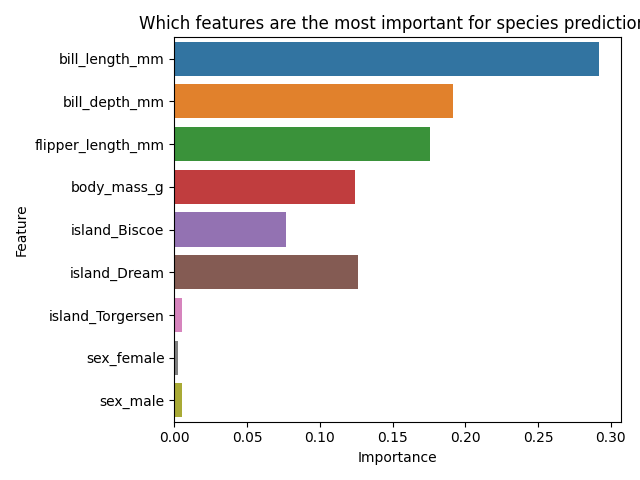 Which features are the most important for species prediction
bill_length_mm
bill_depth_mm
flipper_length_mm
body_mass_g
island_Biscoe
island_Dream
island_Torgersen
sex_female
sex_male
Feature
0.00 0.05 0.10 0.15 0.20 0.25 0.30
Importance